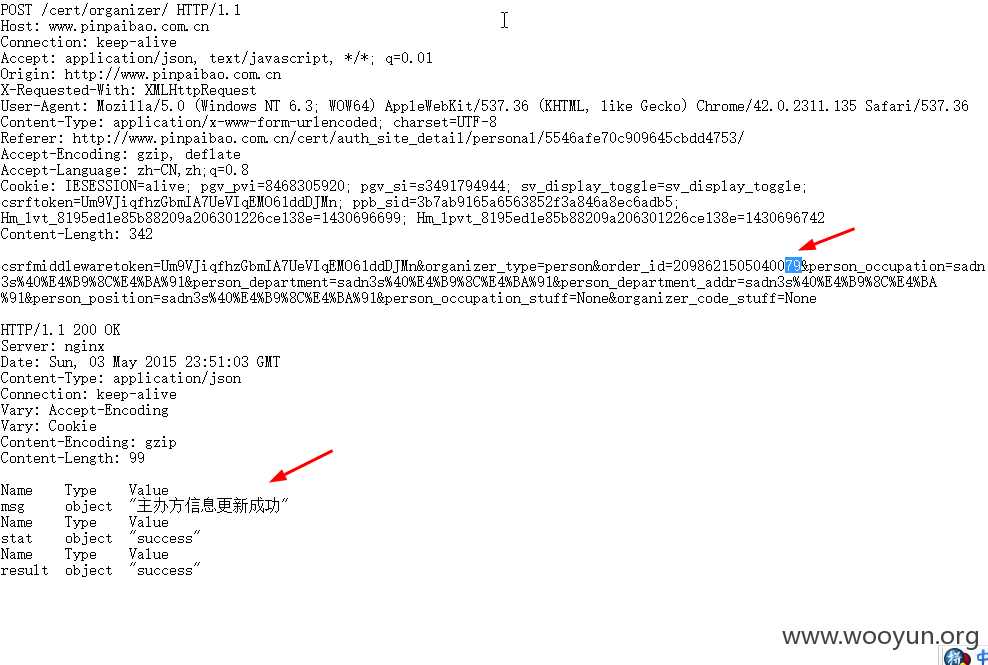 POST /cert/organizer/ HTTP/1.1
Host: www.pinpaibao.com.cn
Connection: keep-alive
Accept: application/json, text/javascript, */*; q=0.01
Origin: http://www.pinpaibao.com.cn
X-Requested-With: XMLHttpRequest
User-Agent: Mozilla/5.0 (Windows NT 6.3; WOW64) AppleWebKit/537.36 (KHTML, like Gecko) Chrome/42.0.2311.135 Safari/537.36
Content-Type: application/x-www-form-urlencoded; charset=UTF-8
Referer: http://www.pinpaibao.com.cn/cert/auth_site_detail/personal/5546afe70c909645cbdd4753/
Accept-Encoding: gzip, deflate
Accept-Language: zh-CN,zh;q=0.8
Cookie: IESESSION=alive; pgv_pvi=8468305920; pgv_si=s3491794944; sv_display_toggle=sv_display_toggle;
csrftoken=Um9VJiqfhzGbmIA7UeVIqEMO61ddDJMn; ppb_sid=3b7ab9165a6563852f3a846a8ec6adb5;
Hm_lvt_8195ed1e85b88209a206301226ce138e=1430696699; Hm_lpvt_8195ed1e85b88209a206301226ce138e=1430696742
Content-Length: 342
csrfmiddlewaretoken=Um9VJiqfhzGbmIA7UeVIqEMO61ddDJMn&organizer_type=person&order_id=2098621505040079&person_occupation=sadn
3s%40%E4%B9%8C%E4%BA%91&person_department=sadn3s%40%E4%B9%8C%E4%BA%91&person_department_addr=sadn3s%40%E4%B9%8C%E4%BA
%91&person_position=sadn3s%40%E4%B9%8C%E4%BA%91&person_occupation_stuff=None&organizer_code_stuff=None
HTTP/1.1 200 OK
Server: nginx
Date: Sun, 03 May 2015 23:51:03 GMT
Content-Type: application/json
Connection: keep-alive
Vary: Accept-Encoding
Vary: Cookie
Content-Encoding: gzip
Content-Length: 99
Name Type Value
msg object "主办方信息更新成功"
Name Type Value
stat object "success"
Name Type Value
result object "success"
www.wooyun.org
中